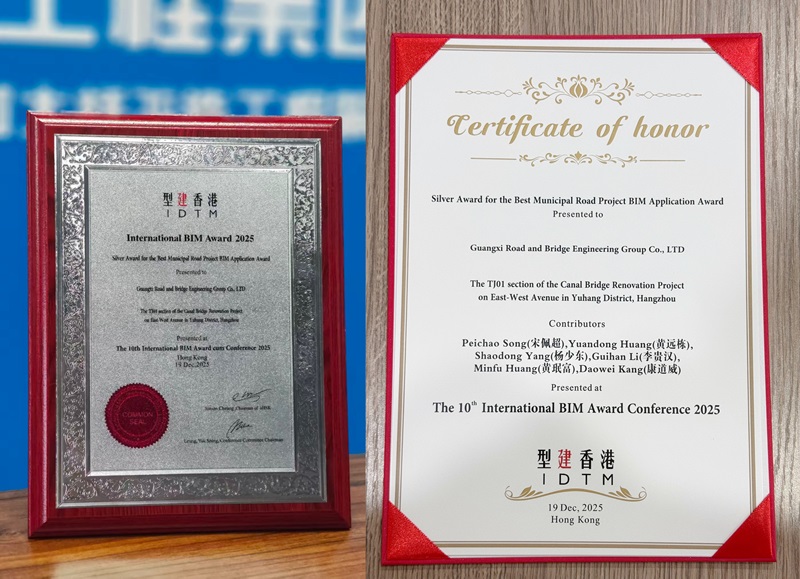 工程集团
型建香港
IDTM
International BIM Award 2025
Silver Award for the Best Municipal Road Project BIM Application Award
Presented to
Guangxi Road and Bridge Engineering Group Co., LTD
The TJ01 section of the Canal Bridge Renovation Project
on East-West Avenue in Yuhang District, Hangzhou
Presented at
The 10th International BIM Award cum Conference 2025
Hong Kong
19 Dec, 2025
COMMON
SEAL
Certificate of honor
Silver Award for the Best Municipal Road Project BIM Application Award
Presented to
Guangxi Road and Bridge Engineering Group Co., LTD
The TJ01 section of the Canal Bridge Renovation Project
on East-West Avenue in Yuhang District, Hangzhou
Contributors
Peichao Song(宋佩超),Yuandong Huang(黄远栋),
Shaodong Yang(杨少东),Guihan Li(李贵汉),
Minfu Huang(黄珉富),Daowei Kang(康道威)
Presented at
The 10th International BIM Award Conference 2025
型建香港
IDTM
19 Dec, 2025
Hong Kong